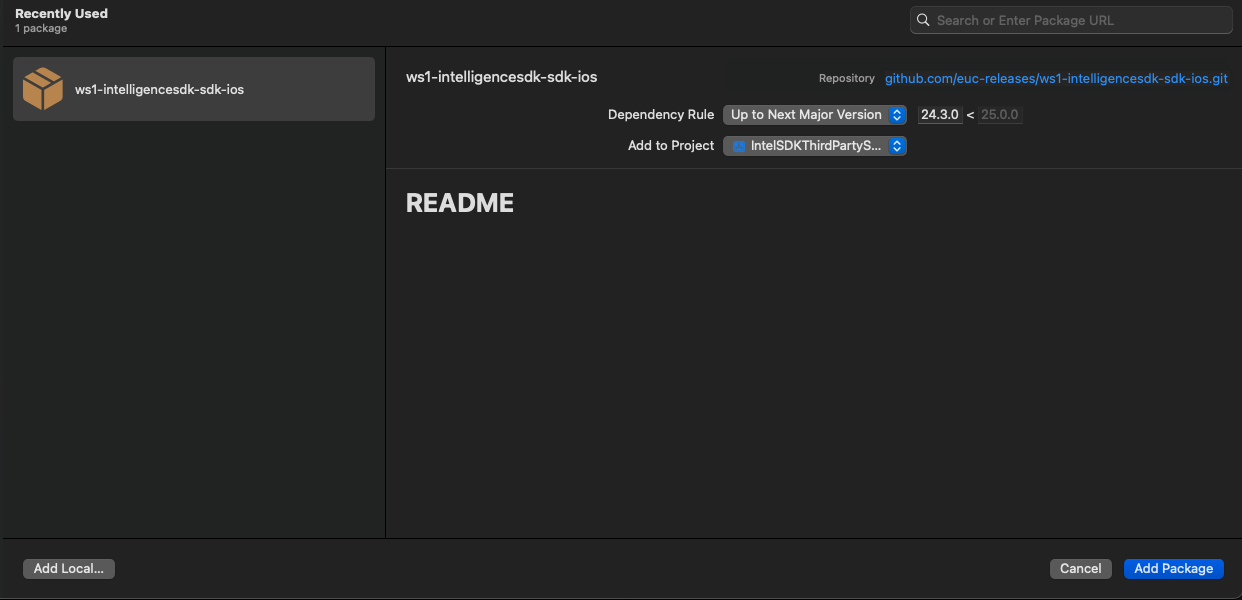 Recently Used
1 package
Search or Enter Package URL
ws1-intelligencesdk-sdk-ios
ws1-intelligencesdk-sdk-ios
Repository github.com/euc-releases/ws1-intelligencesdk-sdk-ios.git
Dependency Rule Up to Next Major Version 24.3.0 < 25.0.0
Add to Project IntelSDKThirdPartyS...
README
Add Local...
Cancel
Add Package